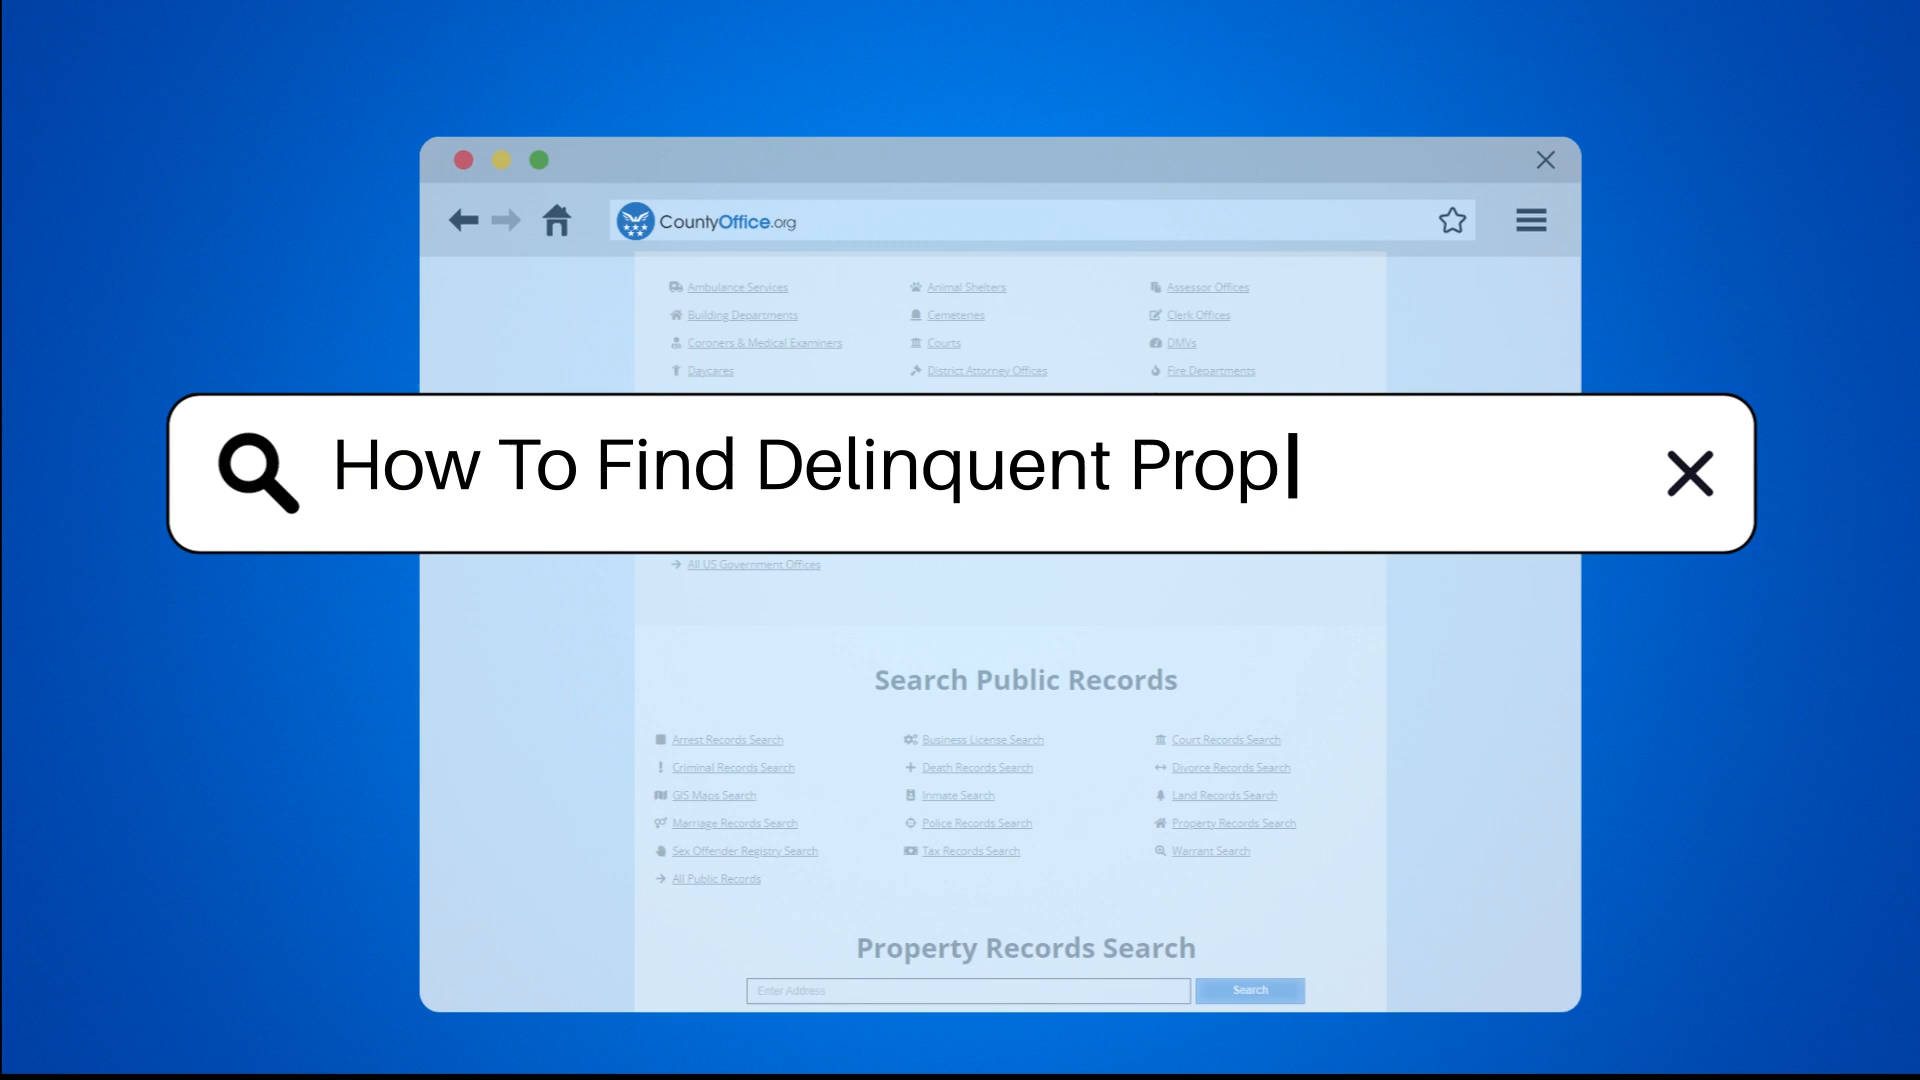 CountyOffice.org
Ambulance Services Animal Shelters Assessor Offices
Building Departments Cemeteries Clerk Offices
Coroners & Medical Examiners Courts DMVs
Daycares District Attorney Offices Fire Departments
How To Find Delinquent Prop
All US Government Offices
Search Public Records
Arrest Records Search Business License Search Court Records Search
Criminal Records Search Death Records Search Divorce Records Search
GIS Maps Search Inmate Search Land Records Search
Marriage Records Search Police Records Search Property Records Search
Sex Offender Registry Search Tax Records Search Warrant Search
All Public Records
Property Records Search
Enter Address Search